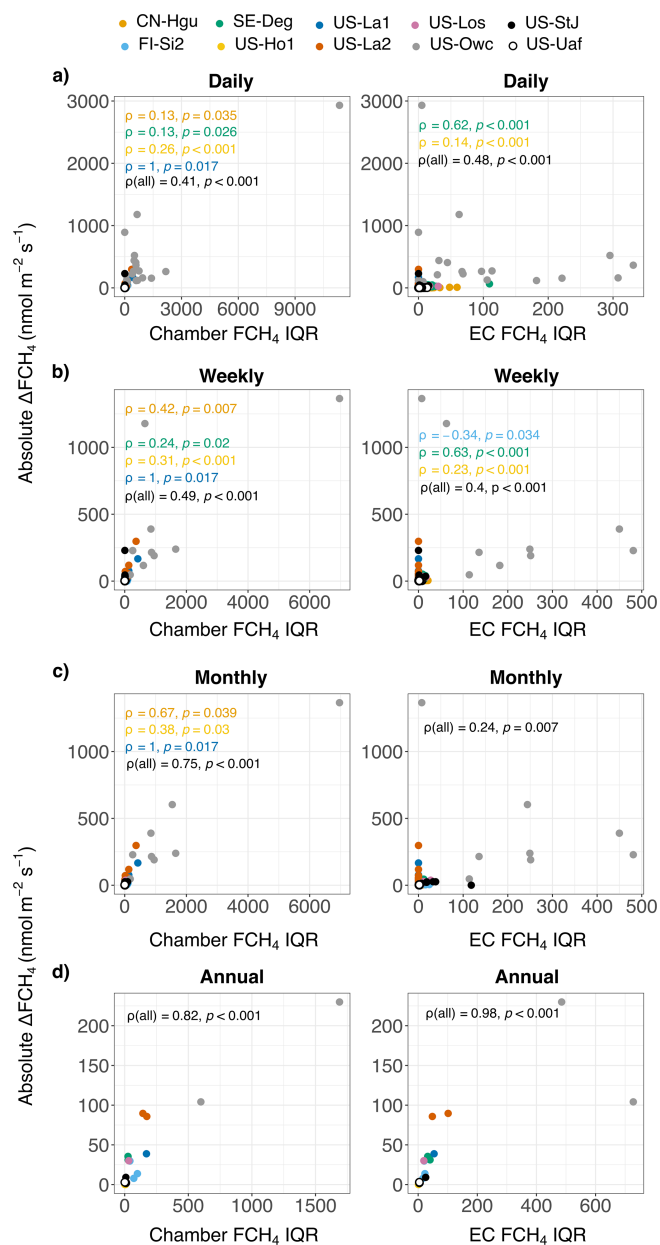 CN-Hgu SE-Deg US-La1 US-Los US-StJ
FI-Si2 US-Ho1 US-La2 US-Owc US-Uaf
a)
Daily
Daily
3000
2000
1000
0
ρ = 0.13, p = 0.035
ρ = 0.13, p = 0.026
ρ = 0.26, p < 0.001
ρ = 1, p = 0.017
ρ(all) = 0.41, p < 0.001
0 3000 6000 9000
Chamber FCH₄ IQR
3000
2000
1000
0
ρ = 0.62, p < 0.001
ρ = 0.14, p < 0.001
ρ(all) = 0.48, p < 0.001
0 100 200 300
EC FCH₄ IQR
Absolute ΔFCH₄ (nmol m⁻² s⁻¹)
b)
Weekly
Weekly
1000
500
0
ρ = 0.42, p = 0.007
ρ = 0.24, p = 0.02
ρ = 0.31, p < 0.001
ρ = 1, p = 0.017
ρ(all) = 0.49, p < 0.001
0 2000 4000 6000
Chamber FCH₄ IQR
1000
500
0
ρ = −0.34, p = 0.034
ρ = 0.63, p < 0.001
ρ = 0.23, p < 0.001
ρ(all) = 0.4, p < 0.001
0 100 200 300 400 500
EC FCH₄ IQR
c)
Monthly
Monthly
1000
500
0
ρ = 0.67, p = 0.039
ρ = 0.38, p = 0.03
ρ = 1, p = 0.017
ρ(all) = 0.75, p < 0.001
0 2000 4000 6000
Chamber FCH₄ IQR
1000
500
0
ρ(all) = 0.24, p = 0.007
0 100 200 300 400 500
EC FCH₄ IQR
Absolute ΔFCH₄ (nmol m⁻² s⁻¹)
d)
Annual
Annual
200
150
100
50
0
ρ(all) = 0.82, p < 0.001
0 500 1000 1500
Chamber FCH₄ IQR
200
150
100
50
0
ρ(all) = 0.98, p < 0.001
0 200 400 600
EC FCH₄ IQR